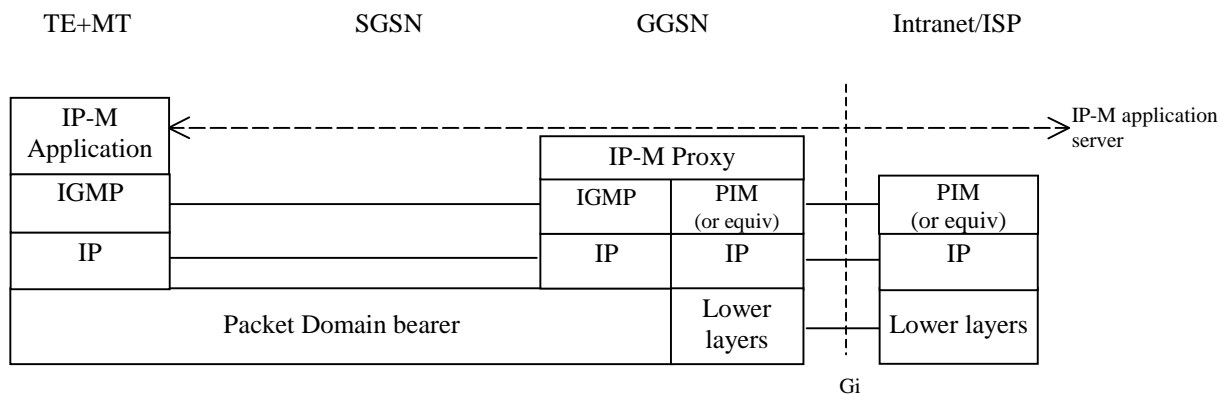 TE+MT SGSN GGSN Intranet/ISP
IP-M
Application
IP-M application
server
IP-M Proxy
IGMP IGMP PIM
(or equiv) PIM
(or equiv)
IP IP IP IP
Packet Domain bearer Lower
layers Lower layers
Gi